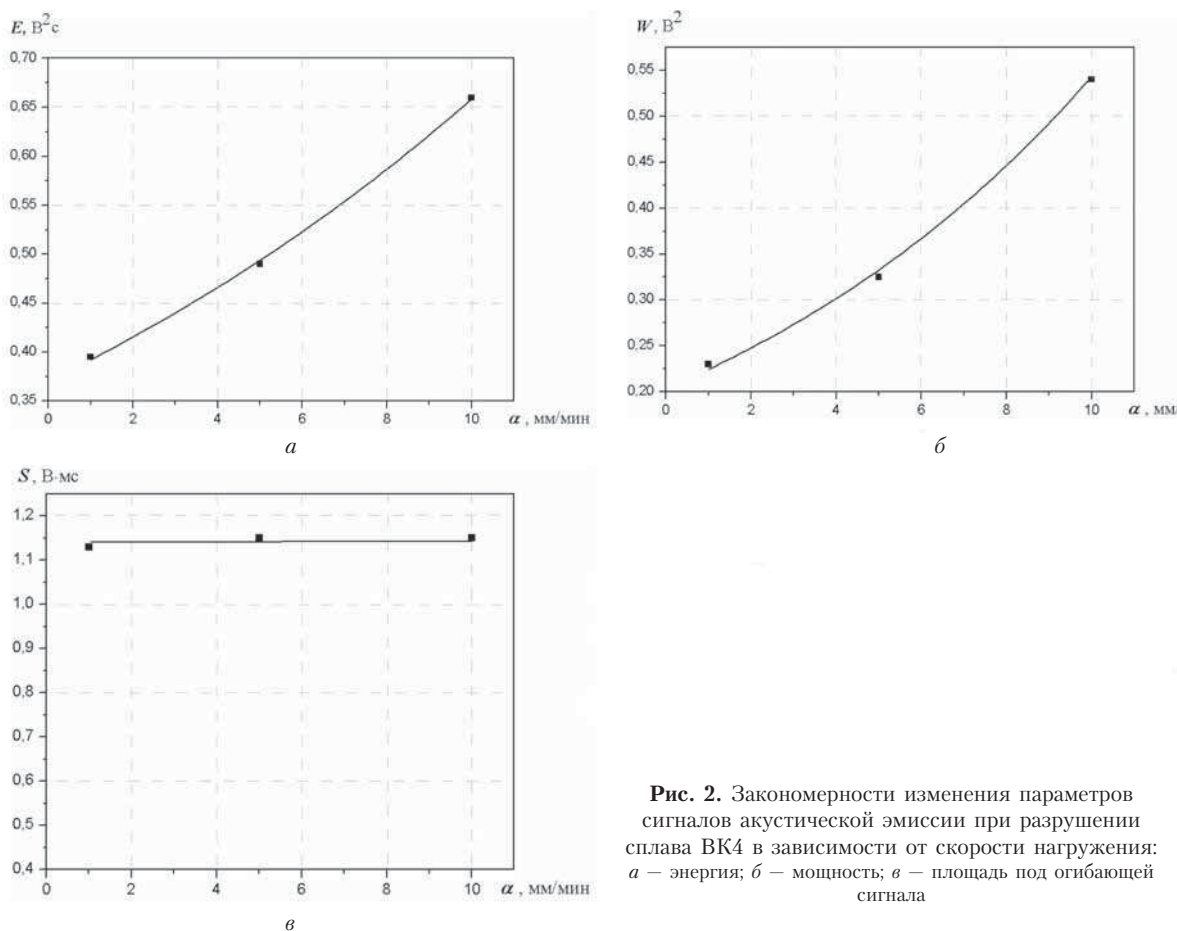 E, В²с
0,70
0,65
0,60
0,55
0,50
0,45
0,40
0,35
0 2 4 6 8 10 α, мм/мин
а
W, В²
0,55
0,50
0,45
0,40
0,35
0,30
0,25
0,20
0 2 4 6 8 10 α, мм
б
S, В·мс
1,2
1,1
1,0
0,9
0,8
0,7
0,6
0,5
0,4
0 2 4 6 8 10 α, мм/мин
в
Рис. 2. Закономерности изменения параметров
сигналов акустической эмиссии при разрушении
сплава ВК4 в зависимости от скорости нагружения:
а — энергия; б — мощность; в — площадь под огибающей
сигнала